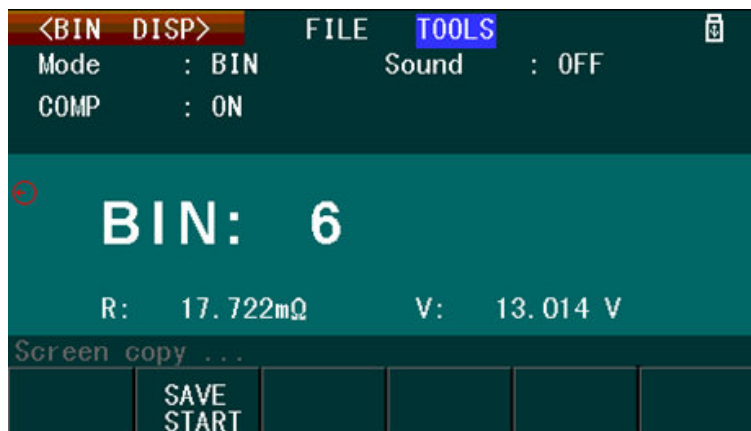 <BIN DISP> FILE TOOLS
Mode : BIN Sound : OFF
COMP : ON
BIN: 6
R: 17.722mΩ V: 13.014 V
Screen copy ...
SAVE
START